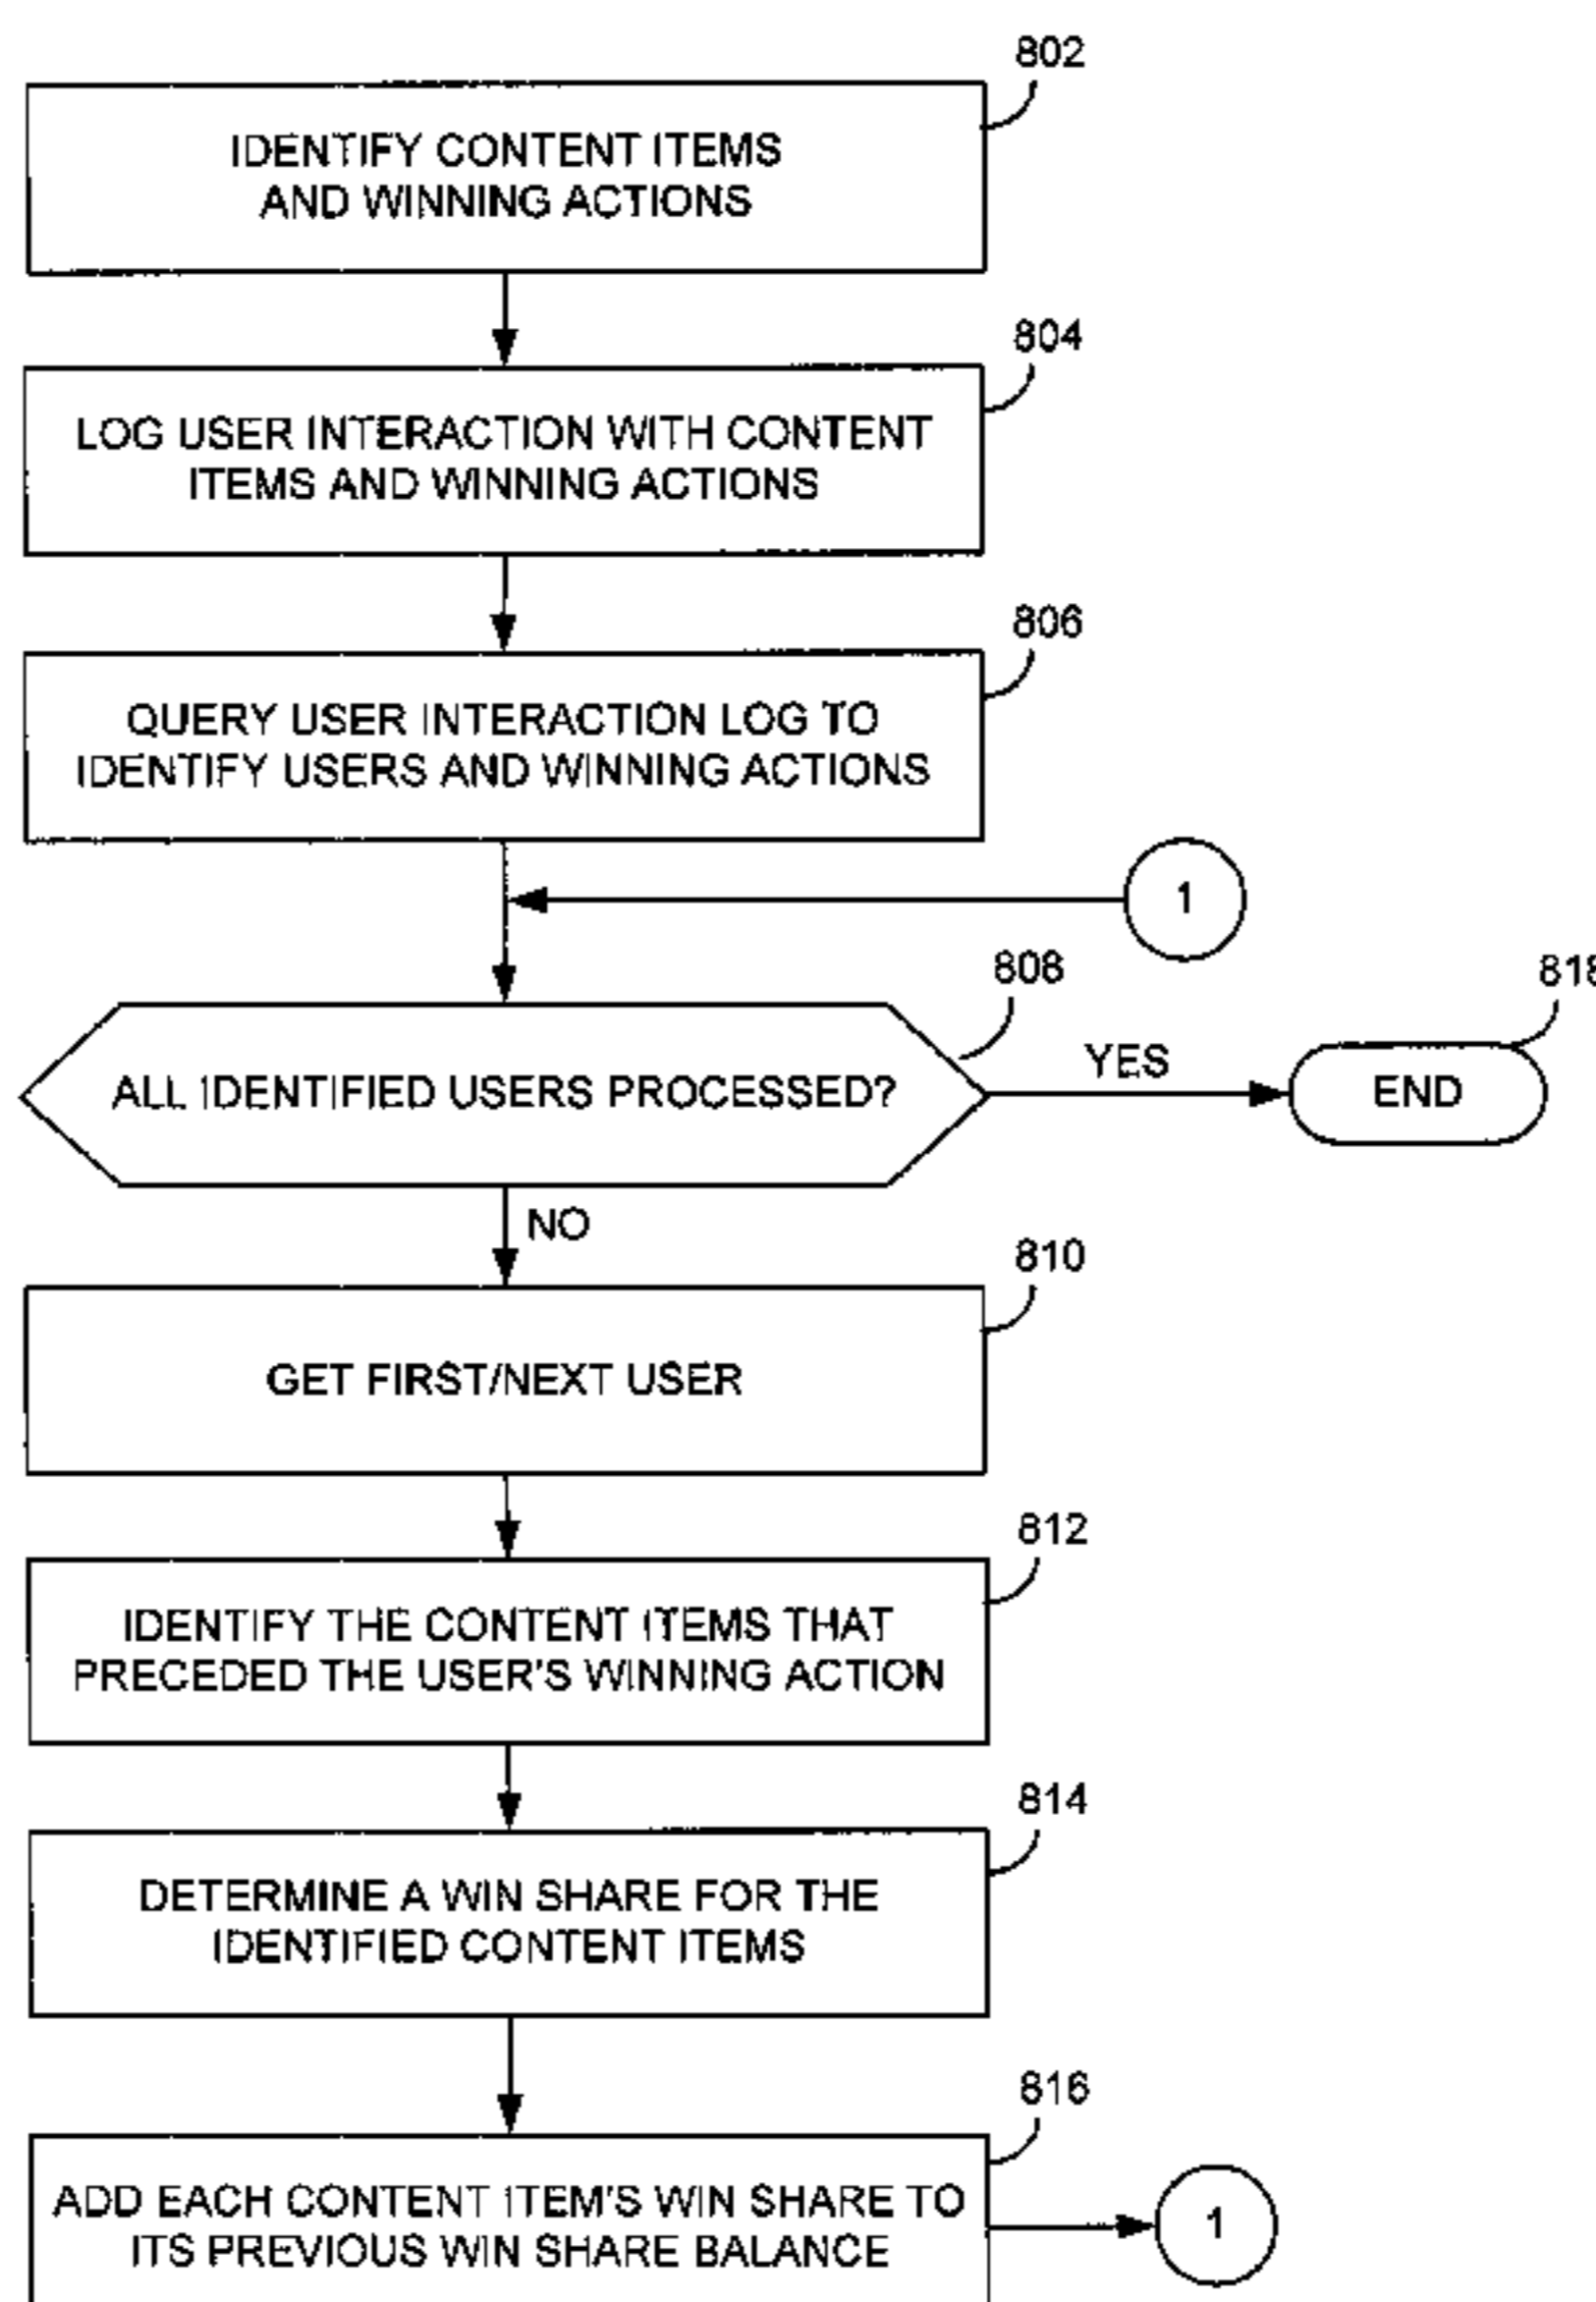 802
IDENTIFY CONTENT ITEMS
AND WINNING ACTIONS
804
LOG USER INTERACTION WITH CONTENT
ITEMS AND WINNING ACTIONS
806
QUERY USER INTERACTION LOG TO
IDENTIFY USERS AND WINNING ACTIONS
1
808
818
ALL IDENTIFIED USERS PROCESSED?
YES
END
NO
810
GET FIRST/NEXT USER
812
IDENTIFY THE CONTENT ITEMS THAT
PRECEDED THE USER'S WINNING ACTION
814
DETERMINE A WIN SHARE FOR THE
IDENTIFIED CONTENT ITEMS
816
ADD EACH CONTENT ITEM'S WIN SHARE TO
ITS PREVIOUS WIN SHARE BALANCE
1